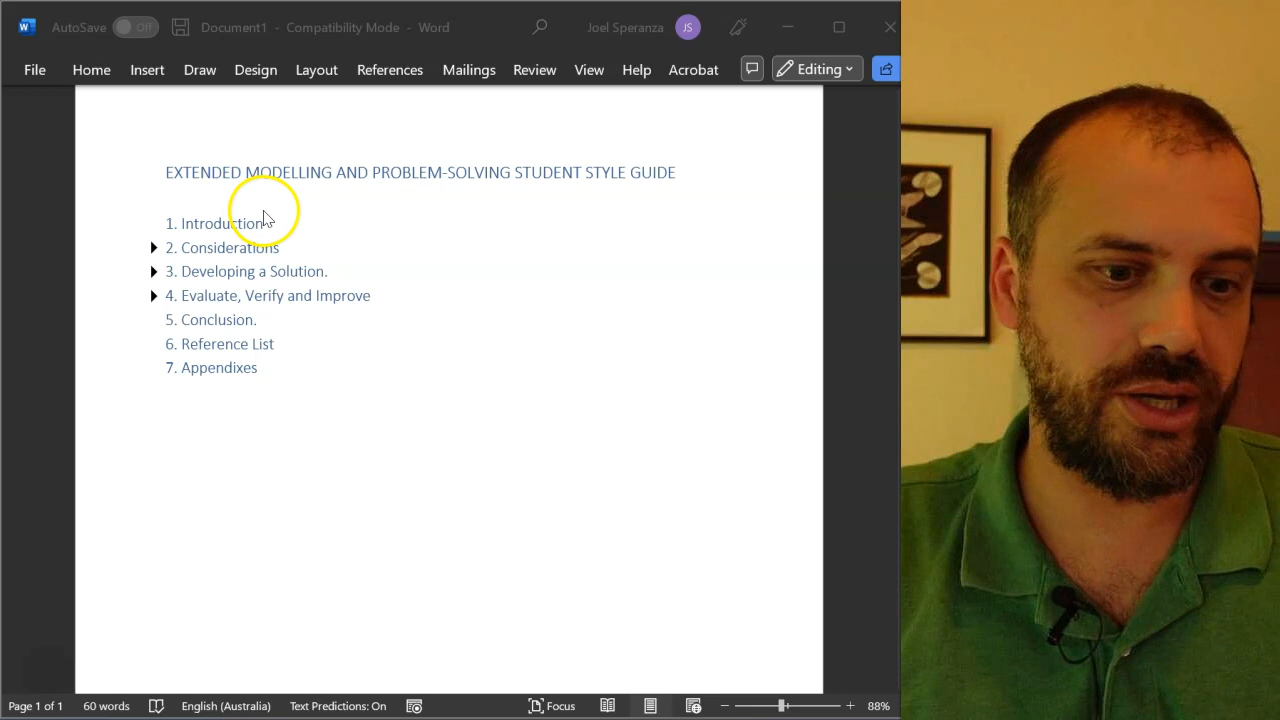 AutoSave Off Document1 - Compatibility Mode - Word Joel Speranza JS
File Home Insert Draw Design Layout References Mailings Review View Help Acrobat Editing
EXTENDED MODELLING AND PROBLEM-SOLVING STUDENT STYLE GUIDE
1. Introduction
2. Considerations
3. Developing a Solution.
4. Evaluate, Verify and Improve
5. Conclusion.
6. Reference List
7. Appendixes
Page 1 of 1 60 words English (Australia) Text Predictions: On Focus 88%